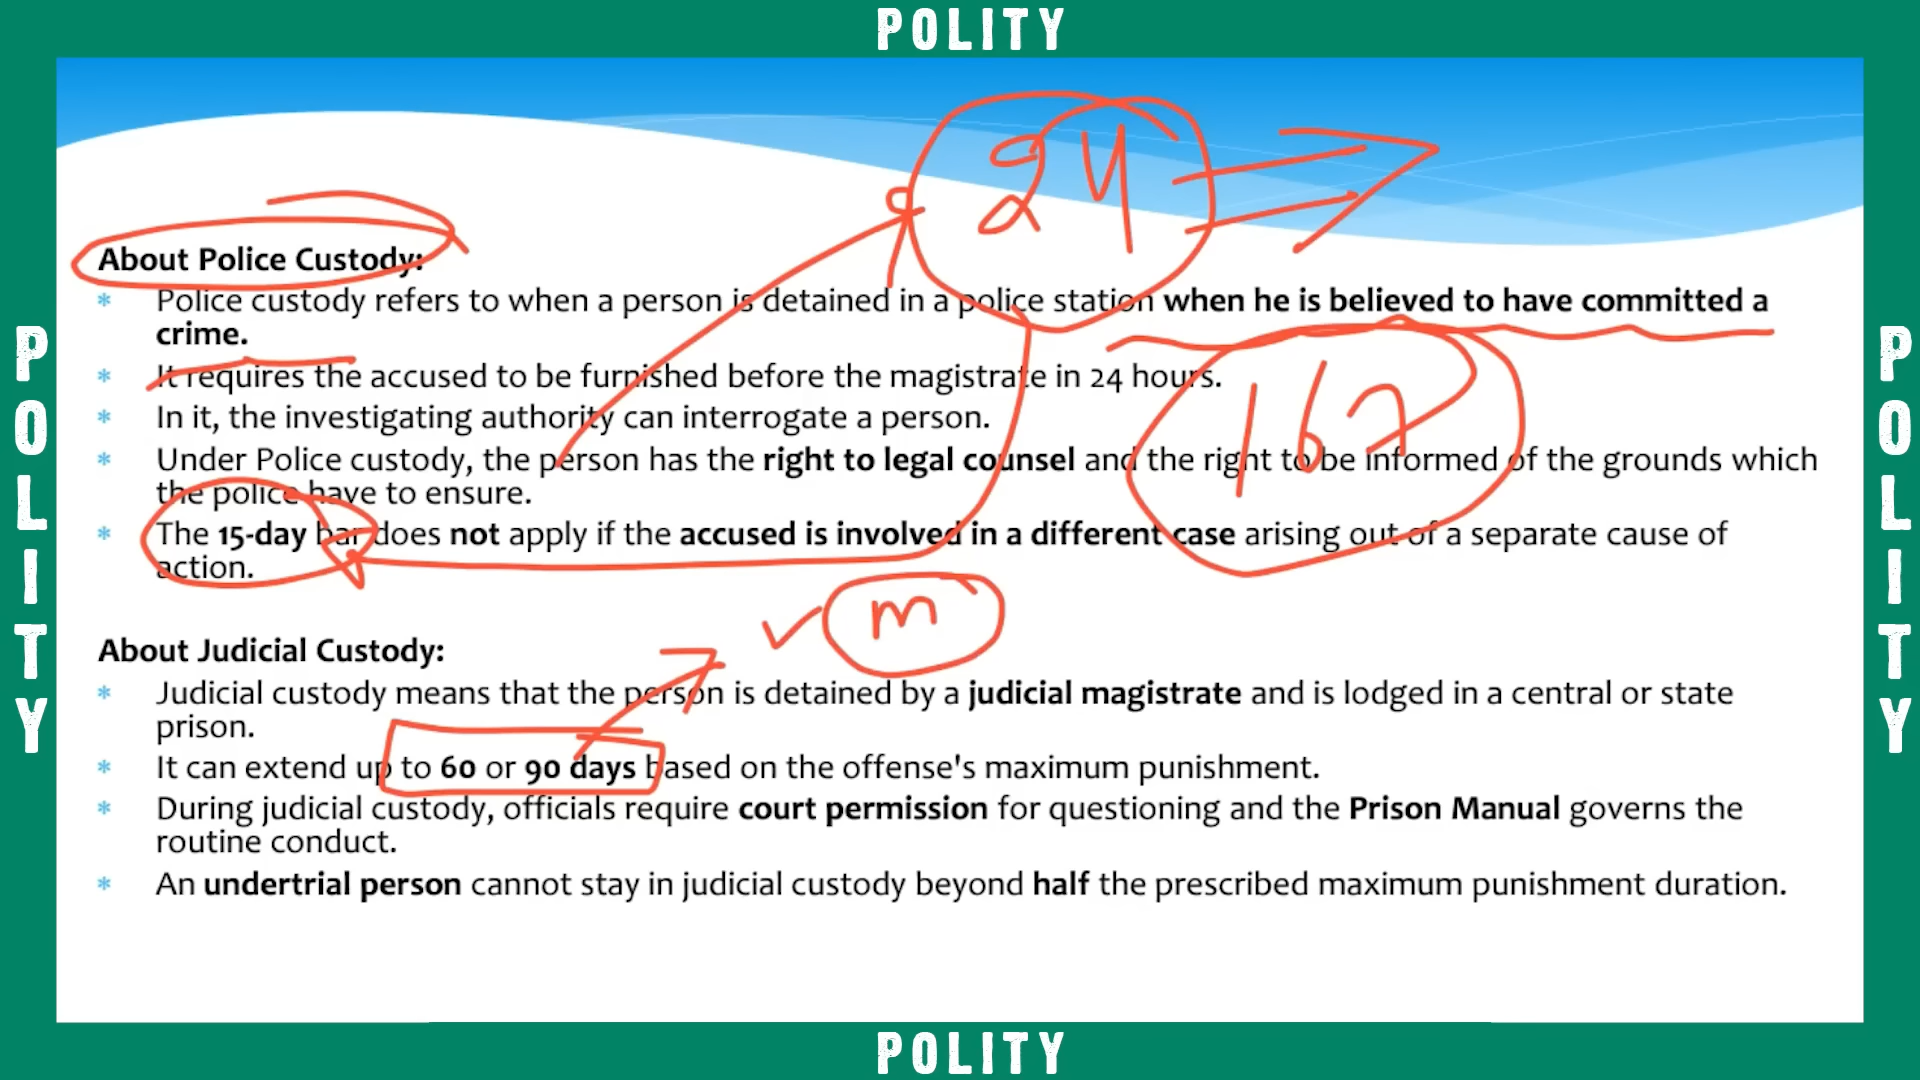 POLITY
24
About Police Custody:
* Police custody refers to when a person is detained in a police station when he is believed to have committed a
crime.
* It requires the accused to be furnished before the magistrate in 24 hours.
167
* In it, the investigating authority can interrogate a person.
* Under Police custody, the person has the right to legal counsel and the right to be informed of the grounds which
the police have to ensure.
* The 15-day bar does not apply if the accused is involved in a different case arising out of a separate cause of
action.
m
About Judicial Custody:
* Judicial custody means that the person is detained by a judicial magistrate and is lodged in a central or state
prison.
* It can extend up to 60 or 90 days based on the offense's maximum punishment.
* During judicial custody, officials require court permission for questioning and the Prison Manual governs the
routine conduct.
* An undertrial person cannot stay in judicial custody beyond half the prescribed maximum punishment duration.
POLITY
POLITY
POLITY